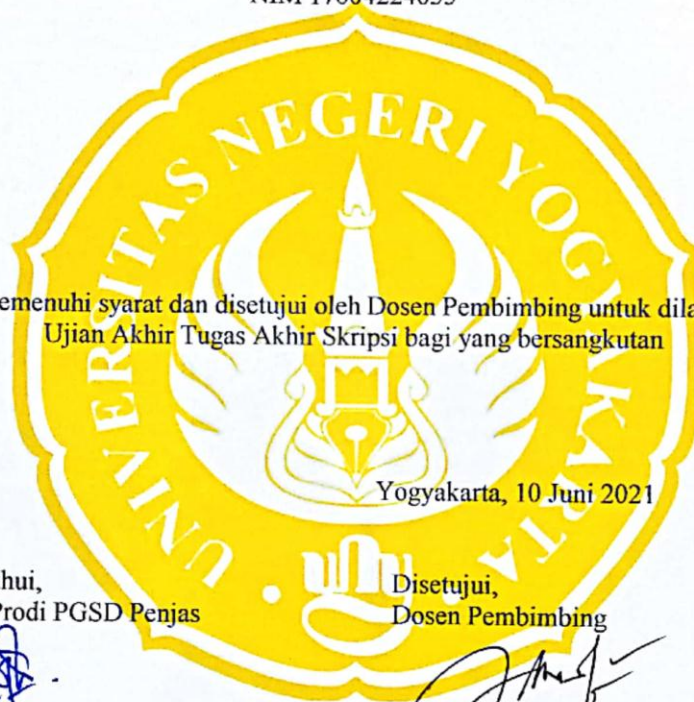 UNIVERSITAS NEGERI YOGYAKARTA
emenuhi syarat dan disetujui oleh Dosen Pembimbing untuk dila
Ujian Akhir Tugas Akhir Skripsi bagi yang bersangkutan
Yogyakarta, 10 Juni 2021
hui,
Prodi PGSD Penjas
Disetujui,
Dosen Pembimbing